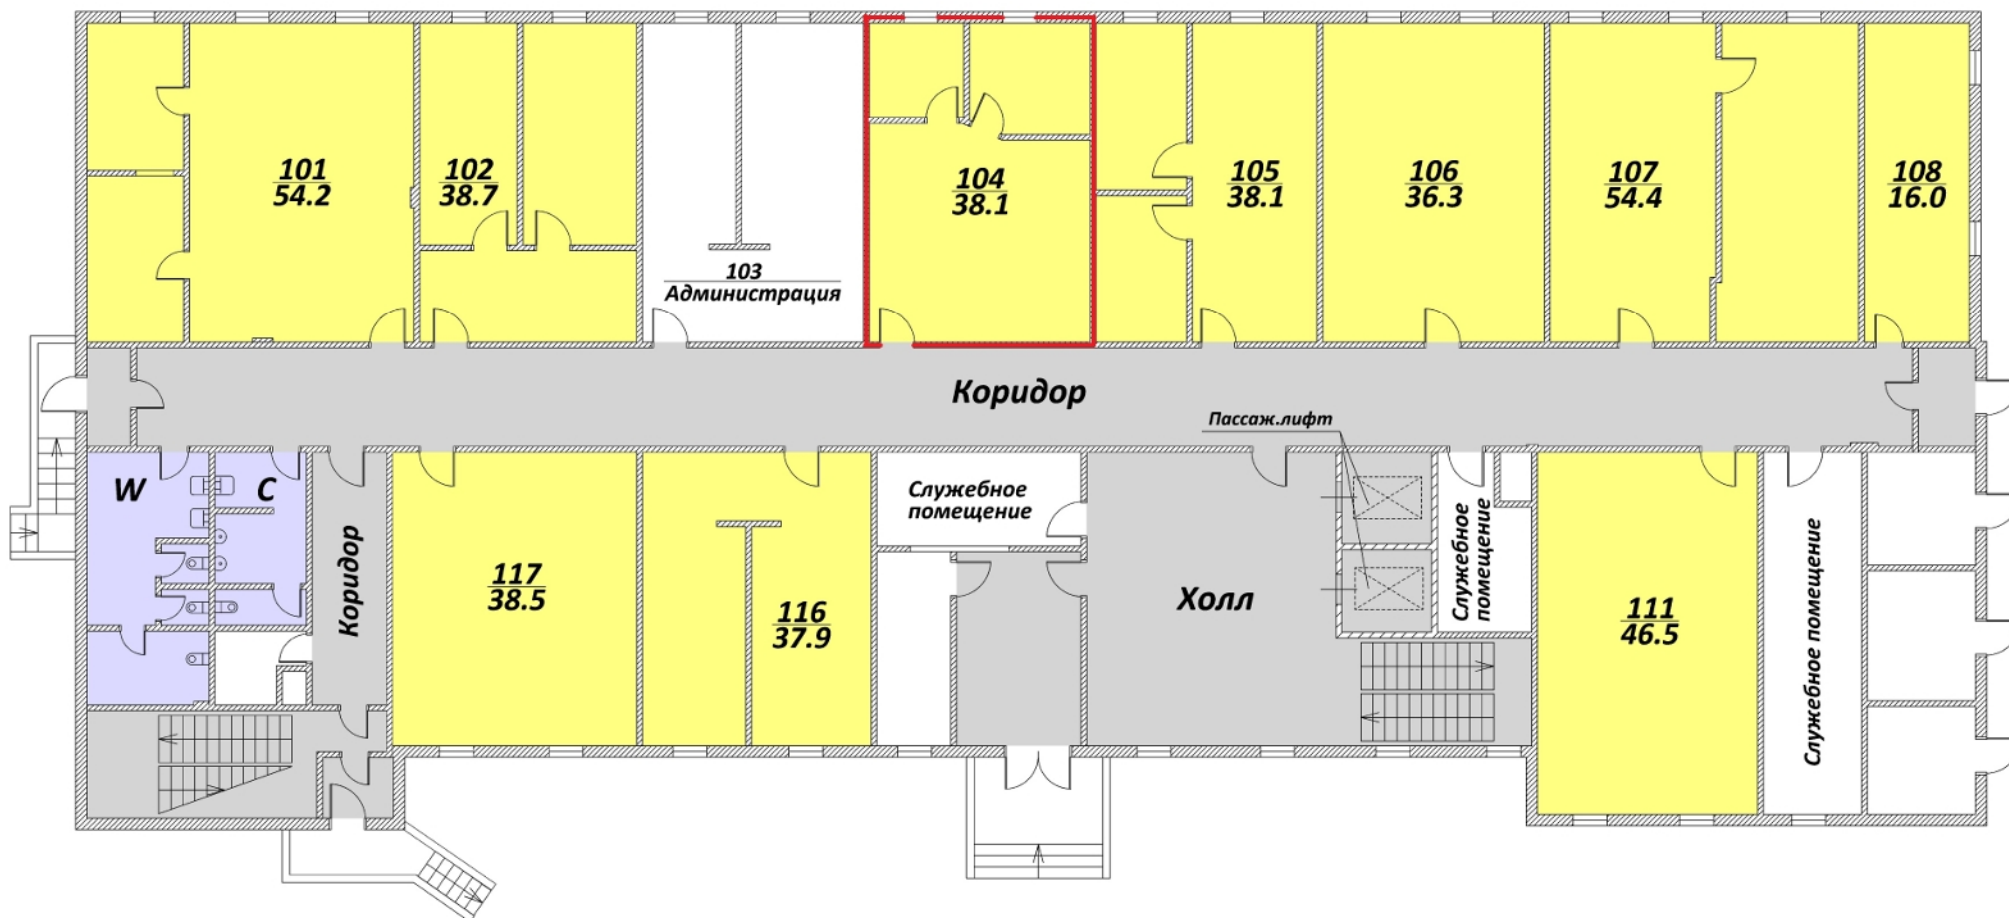 101
54.2
102
38.7
103
Администрация
104
38.1
105
38.1
106
36.3
107
54.4
108
16.0
Коридор
Пассаж.лифт
W
C
Коридор
117
38.5
116
37.9
Служебное
помещение
Холл
Служебное
помещение
111
46.5
Служебное помещение